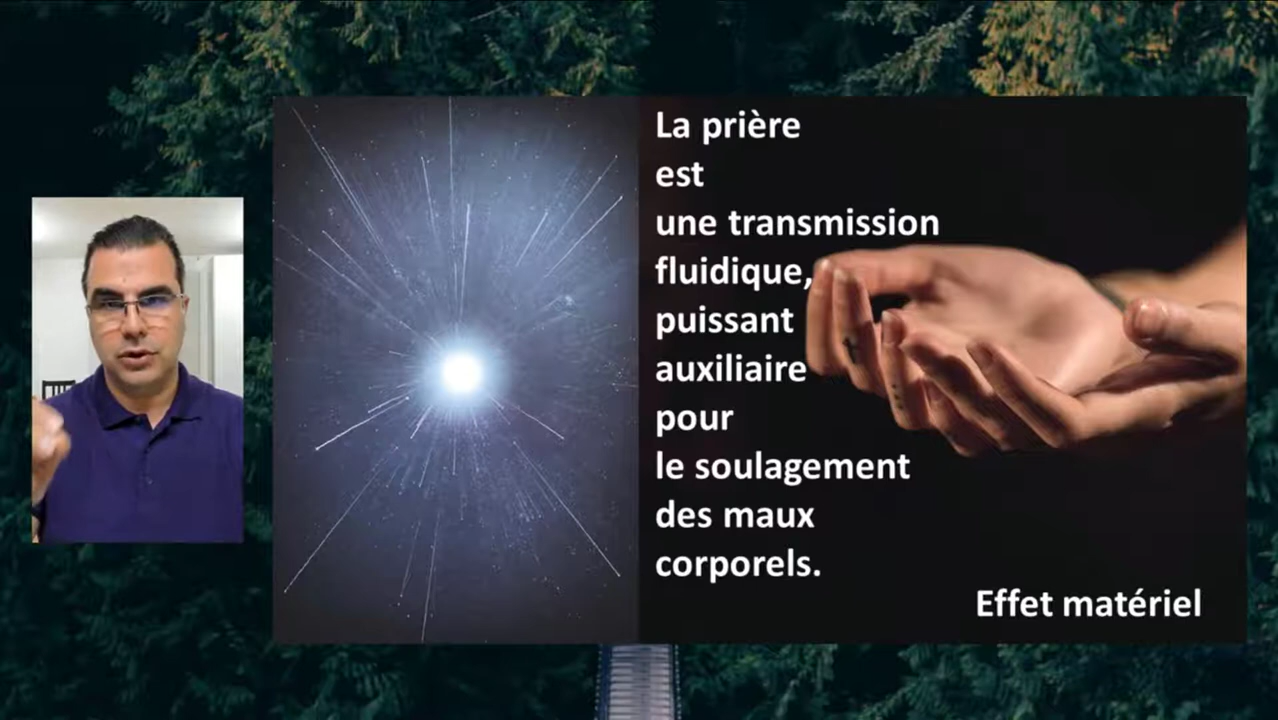 La prière
est
une transmission
fluidique,
puissant
auxiliaire
pour
le soulagement
des maux
corporels.
Effet matériel